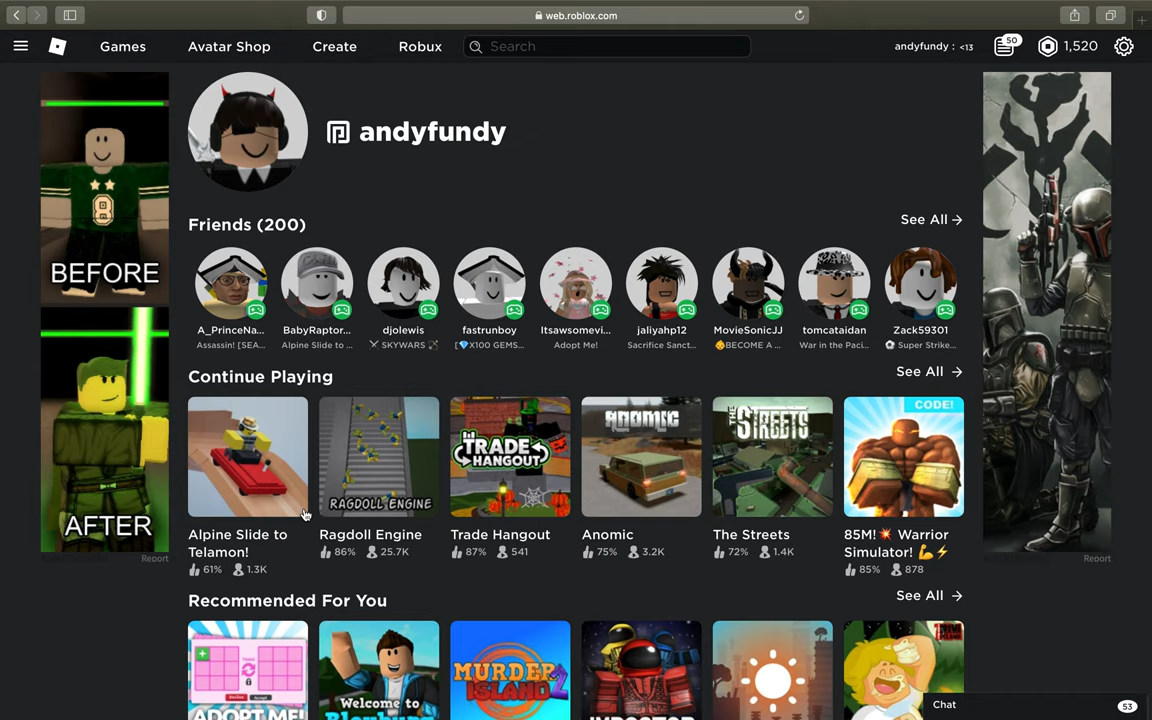 web.roblox.com
Games
Avatar Shop
Create
Robux
Search
andyfundy : <13
50
1,520
andyfundy
8
BEFORE
AFTER
Report
Friends (200)
See All →
A_PrinceNa...
BabyRaptor...
djolewis
fastrunboy
Itsawsomevi...
jaliyahp12
MovieSonicJJ
tomcataidan
Zack59301
Assassin! [SEA...
Alpine Slide to ...
⚔ SKYWARS 🏹
[💎X100 GEMS...
Adopt Me!
Sacrifice Sanct...
👶BECOME A ...
War in the Paci...
⚽ Super Strike...
Continue Playing
See All →
RAGDOLL ENGINE
TRADE
HANGOUT
ANOMIC
THE
STREETS
CODE!
Alpine Slide to
Telamon!
61% 1.3K
Ragdoll Engine
86% 25.7K
Trade Hangout
87% 541
Anomic
75% 3.2K
The Streets
72% 1.4K
85M!💥 Warrior
Simulator! 💪⚡
85% 878
Report
Recommended For You
See All →
ADOPT ME!
Welcome to
Bloxburg
MURDER
ISLAND 2
IMPOSTOR
Chat
53